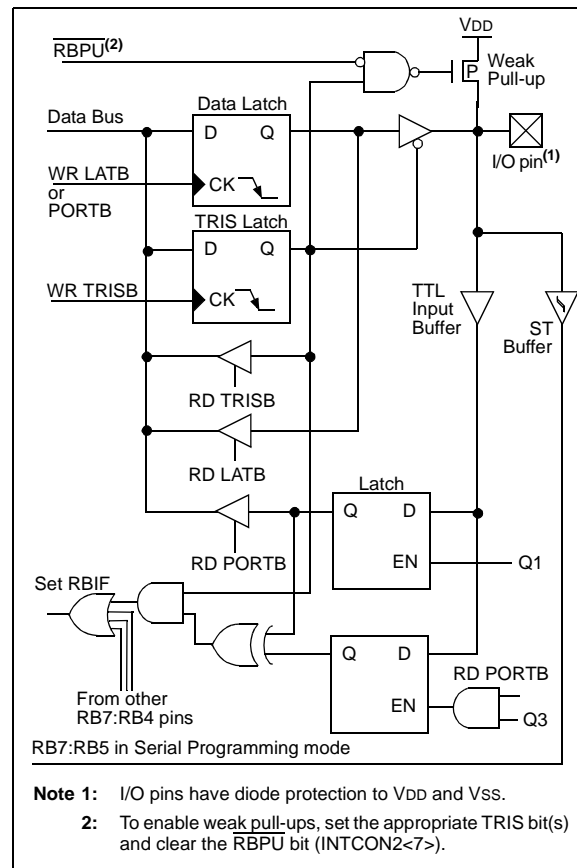 VDD
RBPU(2)
P
Weak
Pull-up
Data Latch
Data Bus
D
Q
I/O pin(1)
WR LATB
or
PORTB
CK
TRIS Latch
D
Q
WR TRISB
CK
TTL
Input
Buffer
ST
Buffer
RD TRISB
RD LATB
Latch
Q
D
RD PORTB
EN
Q1
Set RBIF
Q
D
RD PORTB
EN
Q3
From other
RB7:RB4 pins
RB7:RB5 in Serial Programming mode
Note 1: I/O pins have diode protection to VDD and VSS.
2: To enable weak pull-ups, set the appropriate TRIS bit(s)
and clear the RBPU bit (INTCON2<7>).